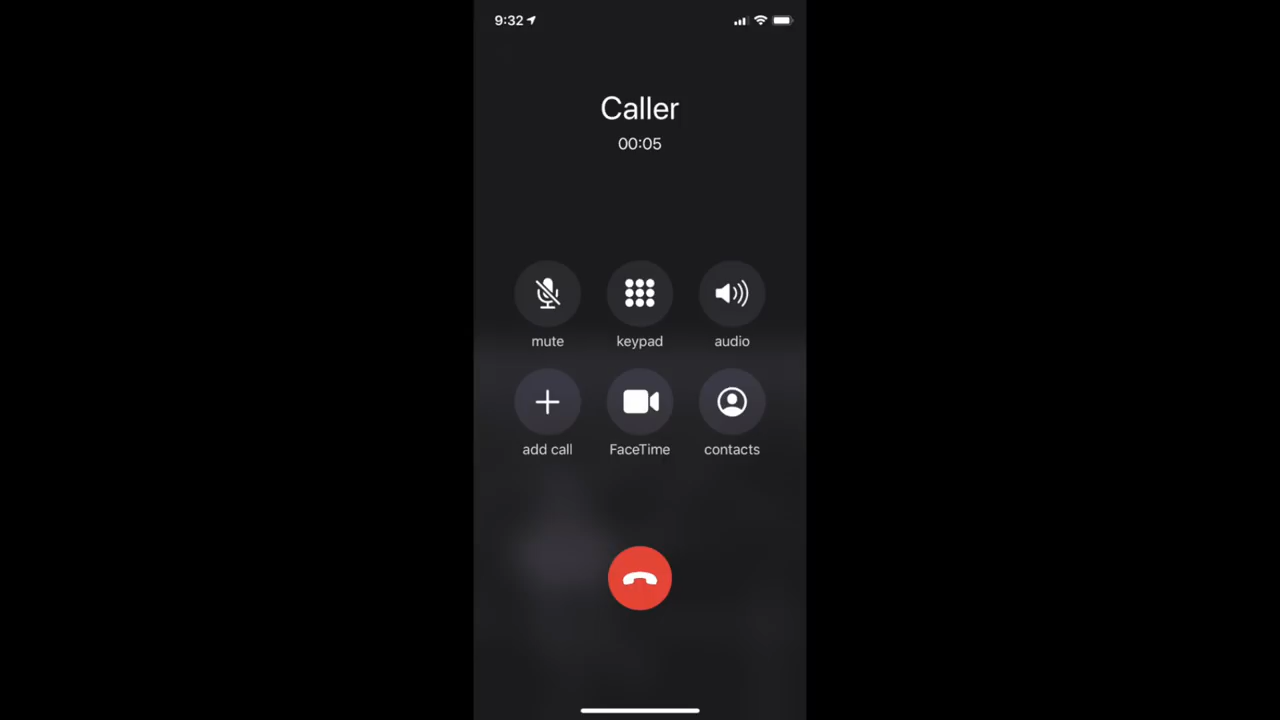 9:32
Caller
00:05
mute
keypad
audio
add call
FaceTime
contacts